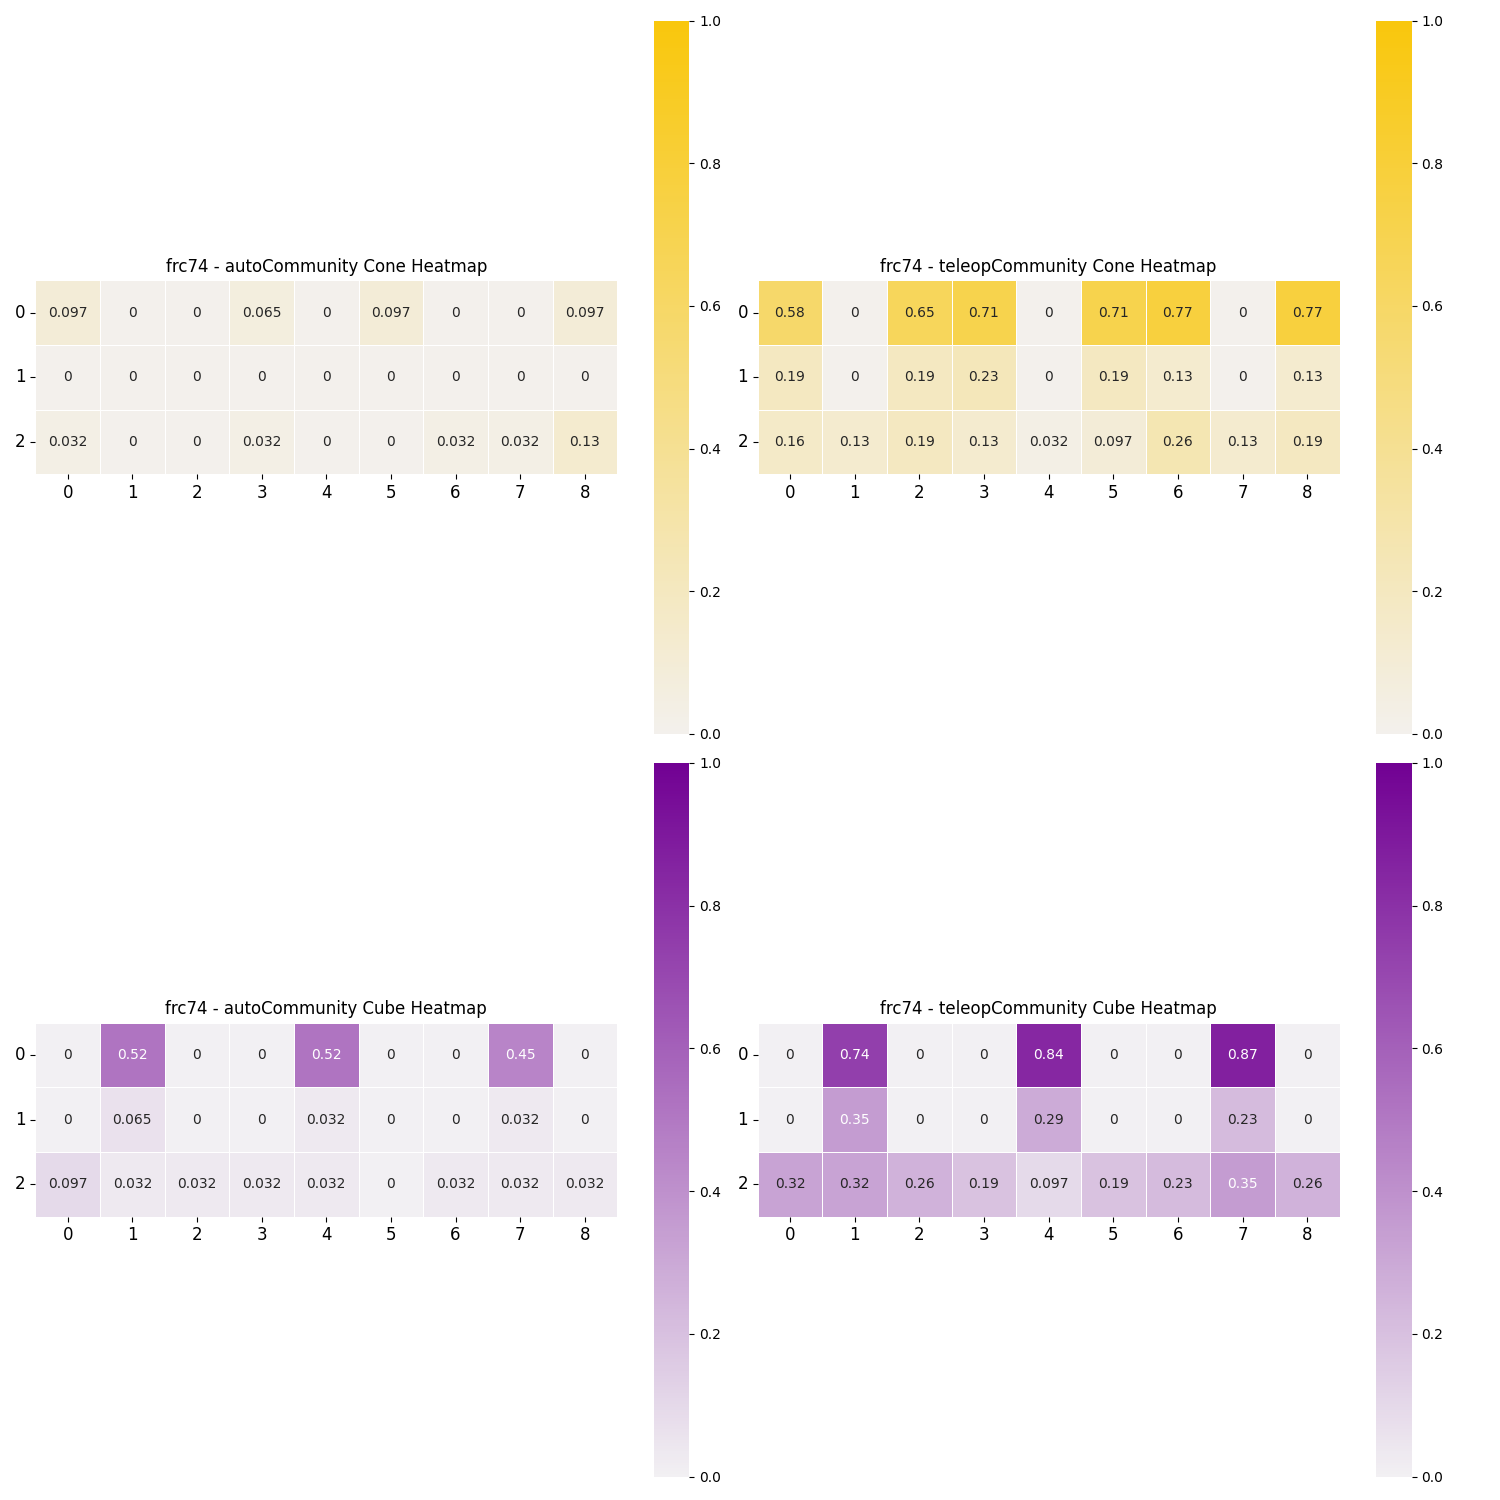 frc74 - autoCommunity Cone Heatmap
0 0.097 0 0 0.065 0 0.097 0 0 0.097
1 0 0 0 0 0 0 0 0 0
2 0.032 0 0 0.032 0 0 0.032 0.032 0.13
0 1 2 3 4 5 6 7 8
1.0
0.8
0.6
0.4
0.2
0.0
frc74 - teleopCommunity Cone Heatmap
0 0.58 0 0.65 0.71 0 0.71 0.77 0 0.77
1 0.19 0 0.19 0.23 0 0.19 0.13 0 0.13
2 0.16 0.13 0.19 0.13 0.032 0.097 0.26 0.13 0.19
0 1 2 3 4 5 6 7 8
1.0
0.8
0.6
0.4
0.2
0.0
frc74 - autoCommunity Cube Heatmap
0 0 0.52 0 0 0.52 0 0 0.45 0
1 0 0.065 0 0 0.032 0 0 0.032 0
2 0.097 0.032 0.032 0.032 0.032 0 0.032 0.032 0.032
0 1 2 3 4 5 6 7 8
1.0
0.8
0.6
0.4
0.2
0.0
frc74 - teleopCommunity Cube Heatmap
0 0 0.74 0 0 0.84 0 0 0.87 0
1 0 0.35 0 0 0.29 0 0 0.23 0
2 0.32 0.32 0.26 0.19 0.097 0.19 0.23 0.35 0.26
0 1 2 3 4 5 6 7 8
1.0
0.8
0.6
0.4
0.2
0.0